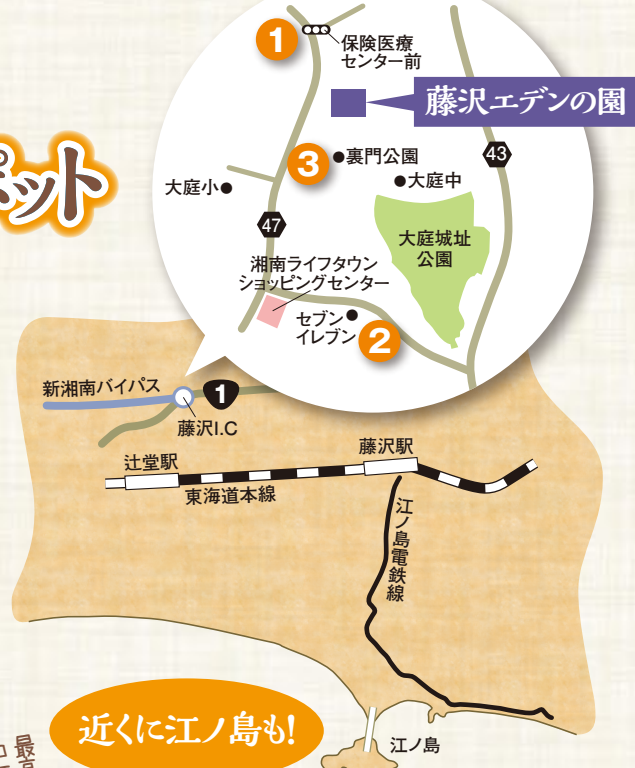 1
保険医療
センター前
藤沢エデンの園
ポット
3
裏門公園
43
大庭小
大庭中
47
大庭城址
公園
湘南ライフタウン
ショッピングセンター
セブン
イレブン
2
新湘南バイパス
1
藤沢I.C
辻堂駅
藤沢駅
東海道本線
江ノ島電鉄線
近くに江ノ島も!
江ノ島
最高